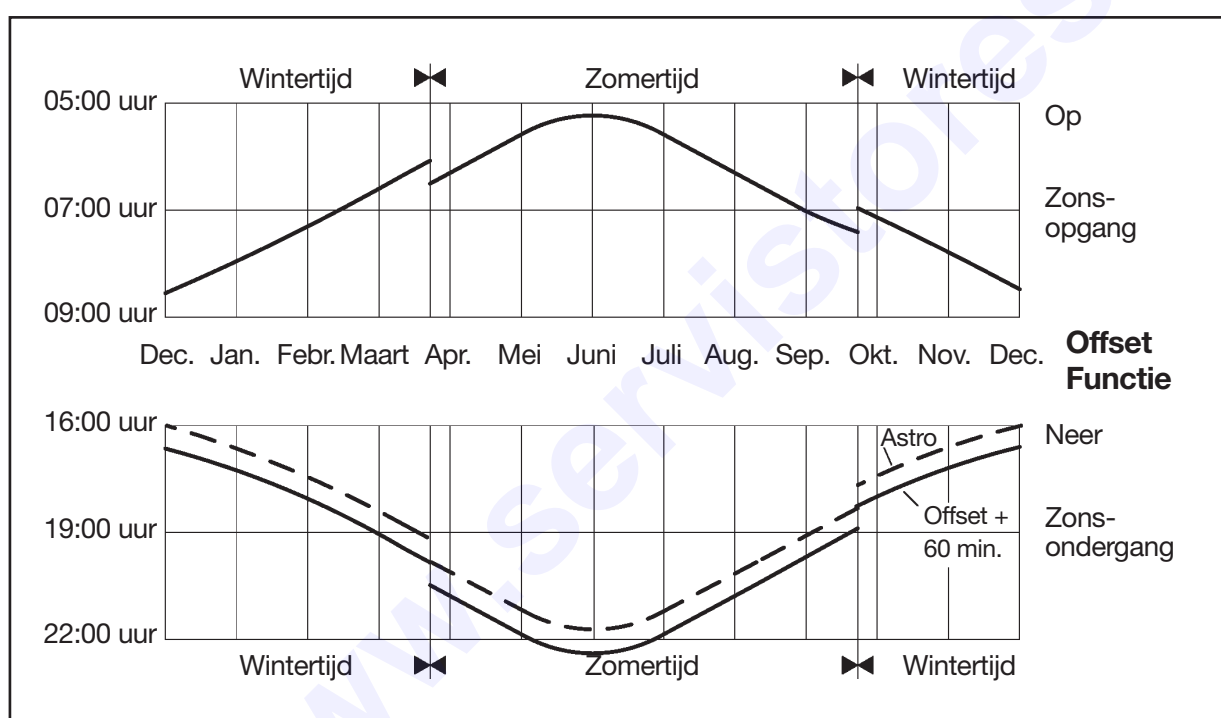 Wintertijd Zomertijd Wintertijd
05:00 uur Op
07:00 uur Zons-
opgang
09:00 uur
Dec. Jan. Febr. Maart Apr. Mei Juni Juli Aug. Sep. Okt. Nov. Dec.
Offset
Functie
16:00 uur Neer
Astro
Offset +
60 min.
19:00 uur Zons-
ondergang
22:00 uur
Wintertijd Zomertijd Wintertijd
www.servistores